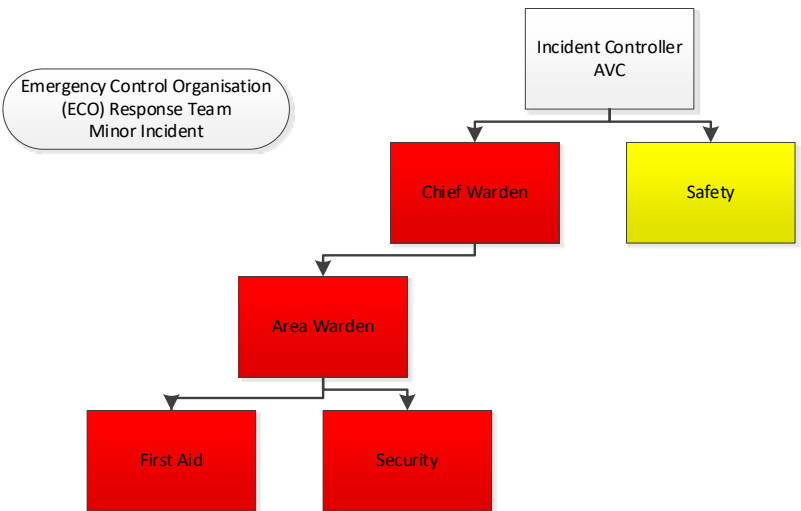 Incident Controller
AVC
Emergency Control Organisation
(ECO) Response Team
Minor Incident
Chief Warden
Safety
Area Warden
First Aid
Security